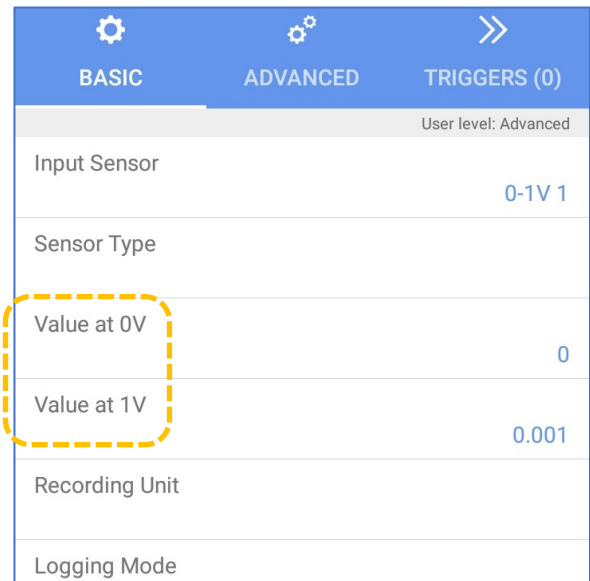 BASIC ADVANCED TRIGGERS (0)
User level: Advanced
Input Sensor
0-1V 1
Sensor Type
Value at 0V
0
Value at 1V
0.001
Recording Unit
Logging Mode